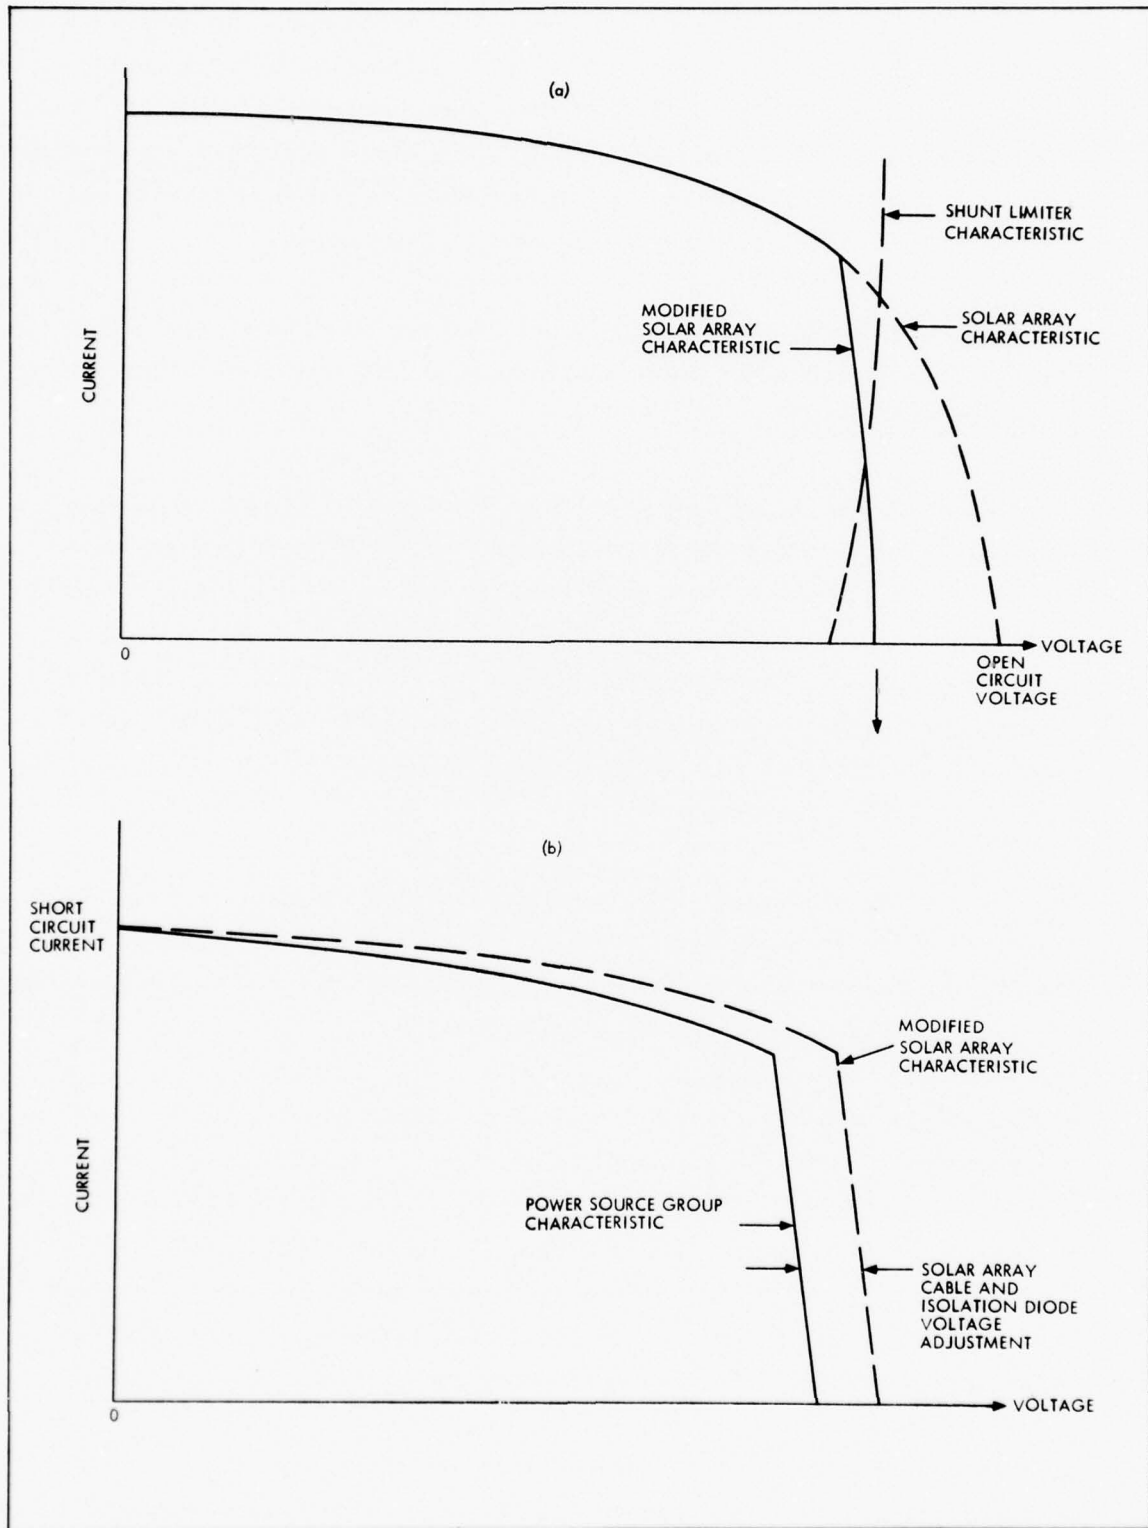 (a)
SHUNT LIMITER
CHARACTERISTIC
MODIFIED
SOLAR ARRAY
CHARACTERISTIC
SOLAR ARRAY
CHARACTERISTIC
CURRENT
0
VOLTAGE
OPEN
CIRCUIT
VOLTAGE
(b)
SHORT
CIRCUIT
CURRENT
MODIFIED
SOLAR ARRAY
CHARACTERISTIC
CURRENT
POWER SOURCE GROUP
CHARACTERISTIC
SOLAR ARRAY
CABLE AND
ISOLATION DIODE
VOLTAGE
ADJUSTMENT
0
VOLTAGE